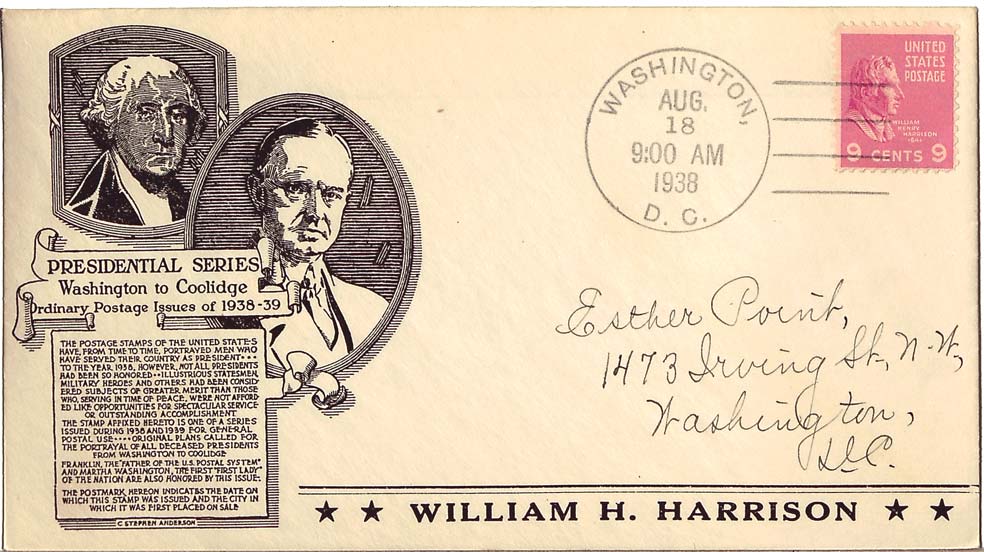 PRESIDENTIAL SERIES
Washington to Coolidge
Ordinary Postage Issues of 1938-39
THE POSTAGE STAMPS OF THE UNITED STATES
HAVE, FROM TIME TO TIME, PORTRAYED MEN WHO
HAVE SERVED THEIR COUNTRY AS PRESIDENT···
TO THE YEAR 1938, HOWEVER, NOT ALL PRESIDENTS
HAD BEEN SO HONORED··ILLUSTRIOUS STATESMEN,
MILITARY HEROES AND OTHERS HAD BEEN CONSID-
ERED SUBJECTS OF GREATER MERIT THAN THOSE
WHO, SERVING IN TIME OF PEACE, WERE NOT AFFORD
ED LIKE OPPORTUNITIES FOR SPECTACULAR SERVICE
OR OUTSTANDING ACCOMPLISHMENT
THE STAMP AFFIXED HERETO IS ONE OF A SERIES
ISSUED DURING 1938 AND 1939 FOR GENERAL
POSTAL USE····ORIGINAL PLANS CALLED FOR
THE PORTRAYAL OF ALL DECEASED PRESIDENTS
FROM WASHINGTON TO COOLIDGE
FRANKLIN, THE "FATHER OF THE U.S. POSTAL SYSTEM"
AND MARTHA WASHINGTON, THE FIRST "FIRST LADY"
OF THE NATION ARE ALSO HONORED BY THIS ISSUE.
THE POSTMARK HEREON INDICATES THE DATE ON
WHICH THIS STAMP WAS ISSUED AND THE CITY IN
WHICH IT WAS FIRST PLACED ON SALE
C STEPHEN ANDERSON
WASHINGTON,
AUG.
18
9:00 AM
1938
D. C.
UNITED
STATES
POSTAGE
WILLIAM
HENRY
HARRISON
1841
9 CENTS 9
Esther Point,
1473 Irving St, N.W,
Washington,
D.C.
★ ★ WILLIAM H. HARRISON ★ ★